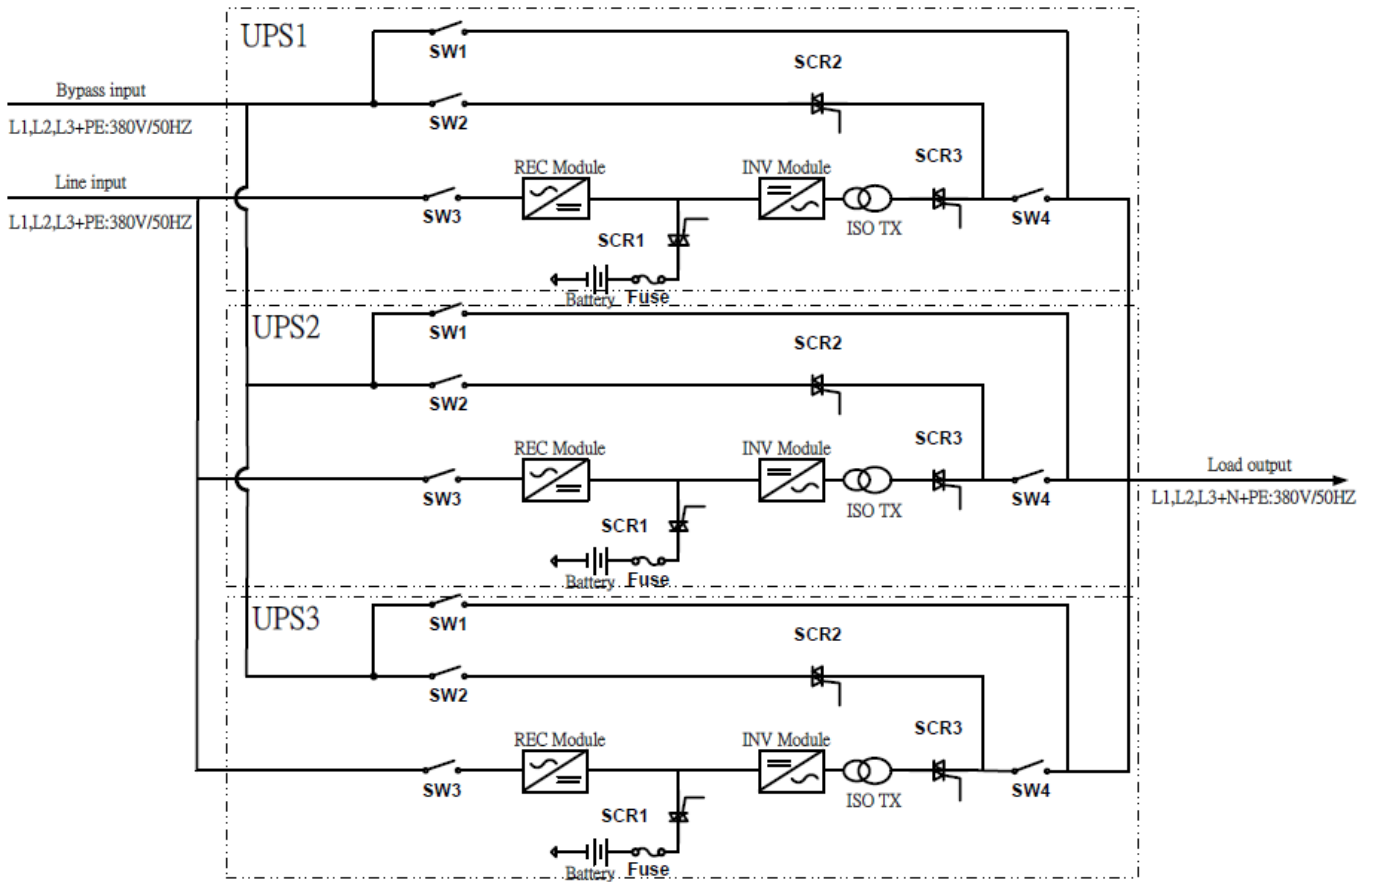 UPS1
SW1
SCR2
Bypass input
L1,L2,L3+PE:380V/50HZ
SW2
SCR3
REC Module
INV Module
Line input
L1,L2,L3+PE:380V/50HZ
SW3
ISO TX
SW4
SCR1
Battery
Fuse
UPS2
SW1
SCR2
SW2
SCR3
REC Module
INV Module
Load output
L1,L2,L3+N+PE:380V/50HZ
SW3
ISO TX
SW4
SCR1
Battery
Fuse
UPS3
SW1
SCR2
SW2
SCR3
REC Module
INV Module
SW3
ISO TX
SW4
SCR1
Battery
Fuse